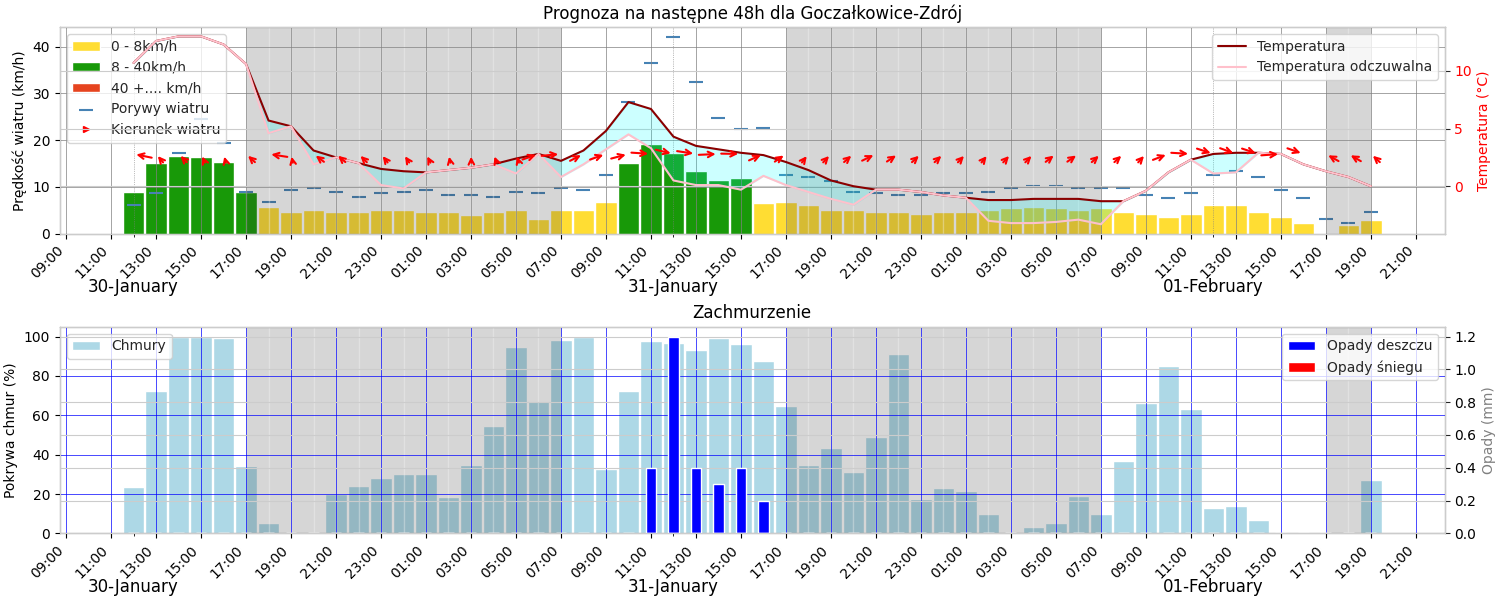 Prognoza na następne 48h dla Goczałkowice-Zdrój
Prędkość wiatru (km/h)
40
30
20
10
0
0 - 8km/h
8 - 40km/h
40 +.... km/h
Porywy wiatru
Kierunek wiatru
Temperatura
Temperatura odczuwalna
10
5
0
Temperatura (°C)
09:00 11:00 13:00 15:00 17:00 19:00 21:00 23:00 01:00 03:00 05:00 07:00 09:00 11:00 13:00 15:00 17:00 19:00 21:00 23:00 01:00 03:00 05:00 07:00 09:00 11:00 13:00 15:00 17:00 19:00 21:00
30-January 31-January 01-February
Zachmurzenie
Pokrywa chmur (%)
100
80
60
40
20
0
Chmury
Opady deszczu
Opady śniegu
1.2
1.0
0.8
0.6
0.4
0.2
0.0
Opady (mm)
09:00 11:00 13:00 15:00 17:00 19:00 21:00 23:00 01:00 03:00 05:00 07:00 09:00 11:00 13:00 15:00 17:00 19:00 21:00 23:00 01:00 03:00 05:00 07:00 09:00 11:00 13:00 15:00 17:00 19:00 21:00
30-January 31-January 01-February